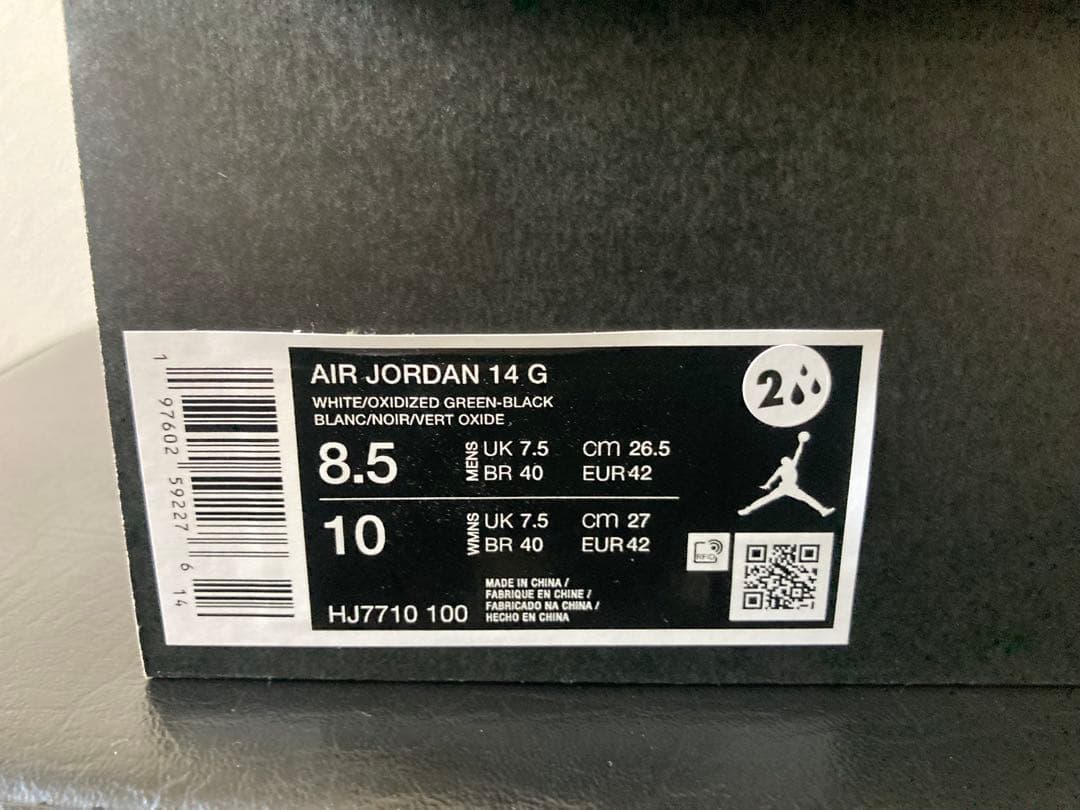 AIR JORDAN 14 G
WHITE/OXIDIZED GREEN-BLACK
BLANC/NOIR/VERT OXIDE
8.5 MENS UK 7.5 cm 26.5
BR 40 EUR 42
10 WMNS UK 7.5 cm 27
BR 40 EUR 42
HJ7710 100
MADE IN CHINA /
FABRIQUE EN CHINE /
FABRICADO NA CHINA /
HECHO EN CHINA
2
RFID
1 97602 59227 6 14